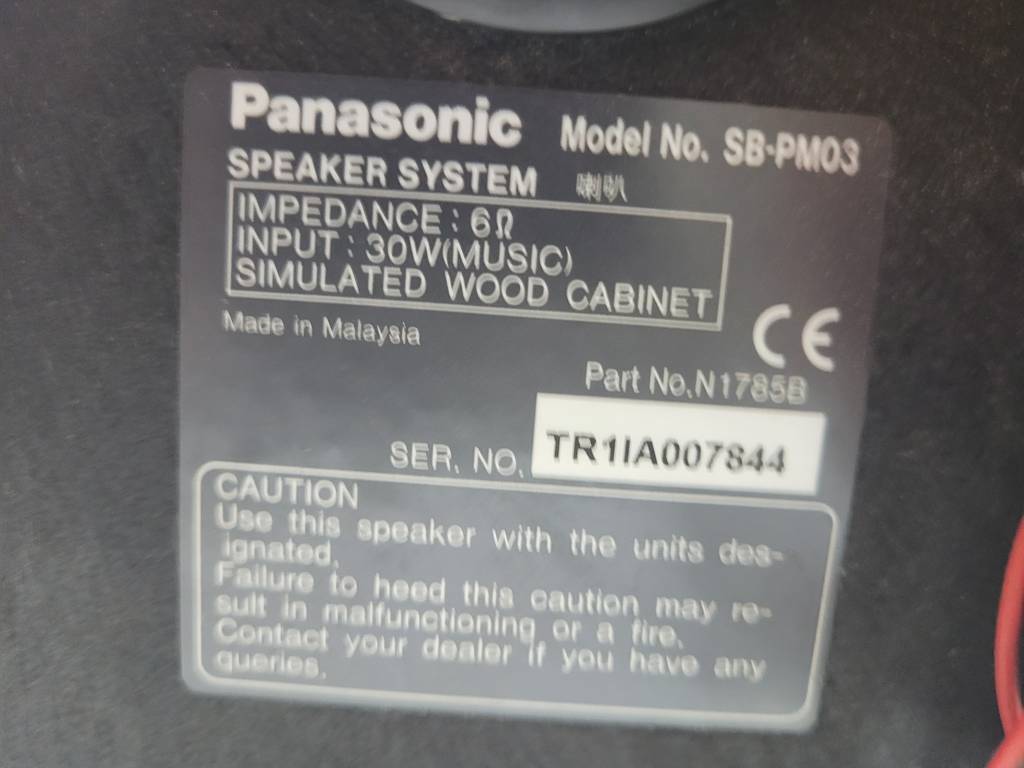 Panasonic Model No. SB-PM03
SPEAKER SYSTEM 喇叭
IMPEDANCE : 6Ω
INPUT : 30W(MUSIC)
SIMULATED WOOD CABINET
Made in Malaysia
CE
Part No.N1785B
SER. NO. TR1IA007844
CAUTION
Use this speaker with the units des-
ignated.
Failure to heed this caution may re-
sult in malfunctioning or a fire.
Contact your dealer if you have any
queries.